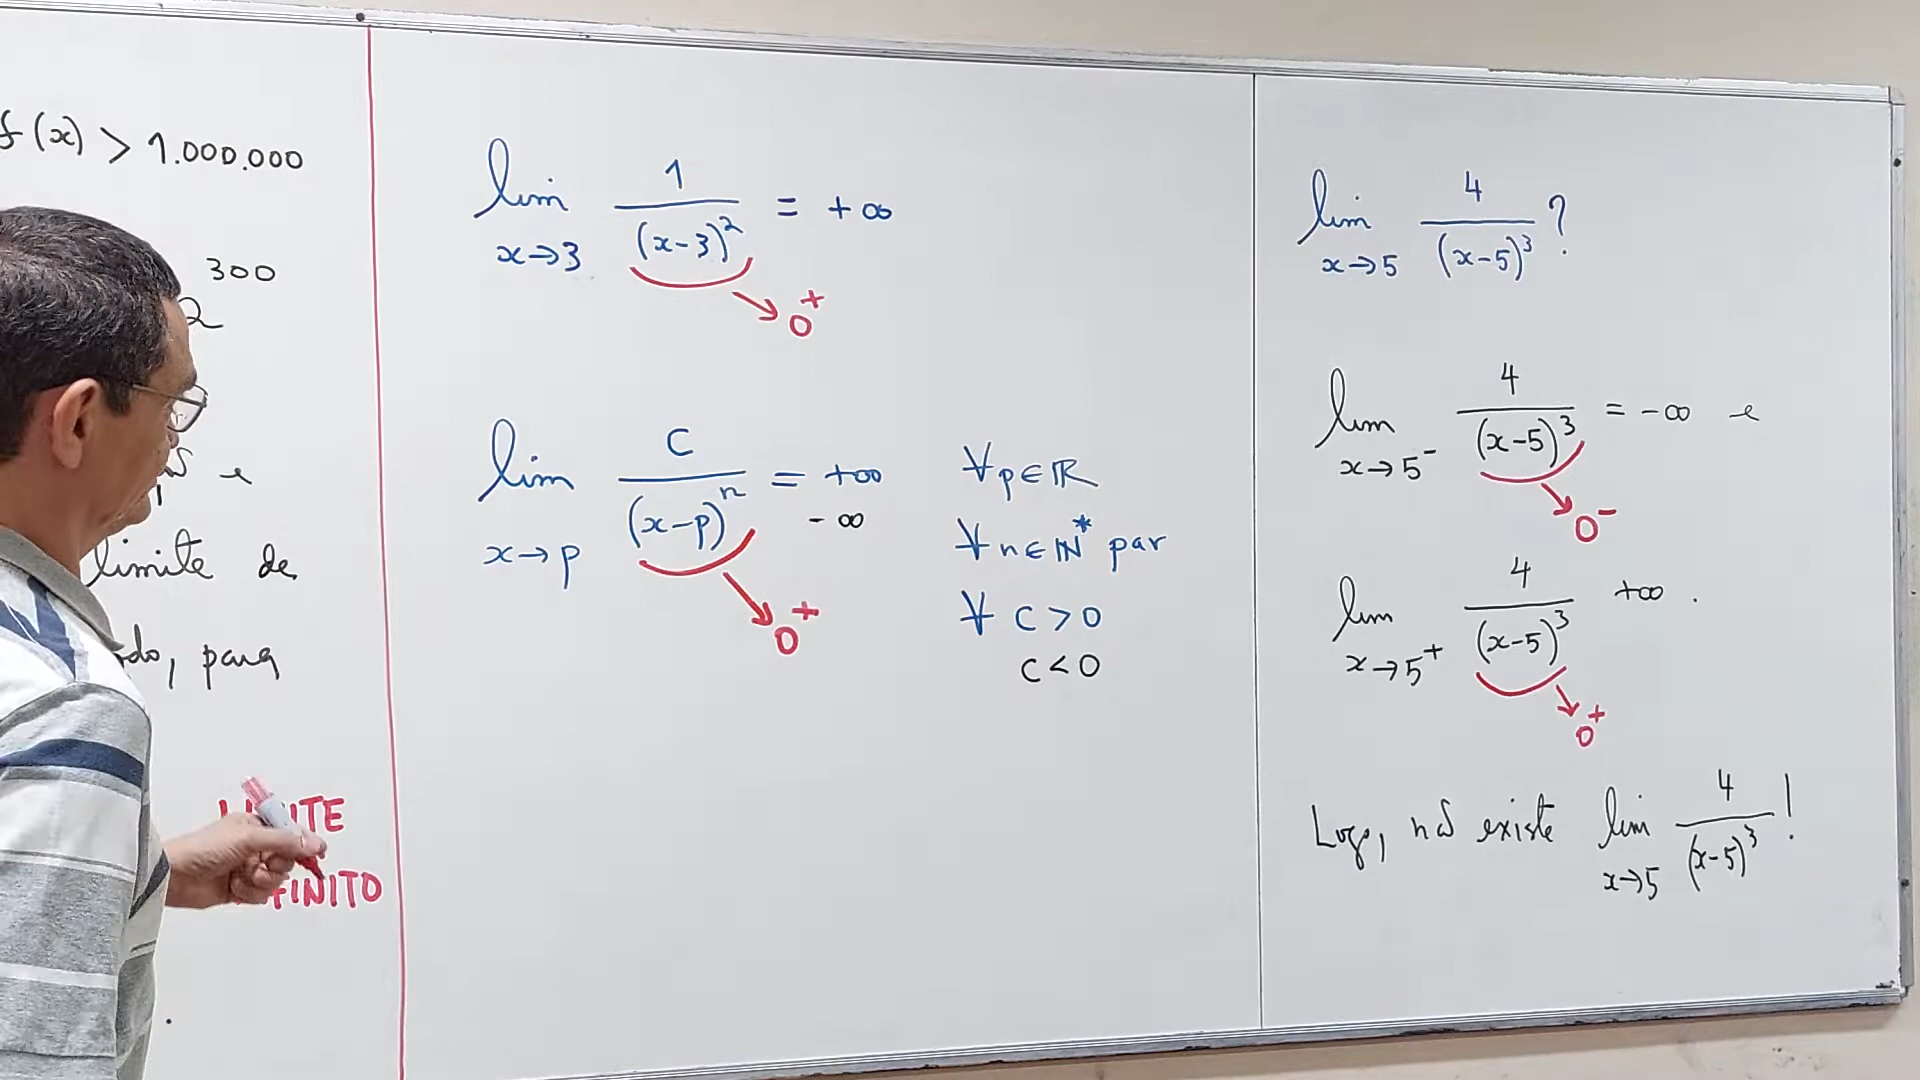 f(x) > 1.000.000
300
2
e
limite de
para
LIMITE
INFINITO
lim 1/(x-3)² = +∞
x→3
0⁺
lim C/(x-p)ⁿ = +∞ ∀p∈ℝ
-∞
x→p
∀n∈ℕ* par
0⁺
∀ C > 0
C < 0
lim 4/(x-5)³ ?
x→5
lim 4/(x-5)³ = -∞ e
x→5⁻
0⁻
lim 4/(x-5)³ +∞.
x→5⁺
0⁺
Logo, não existe lim 4/(x-5)³ !
x→5